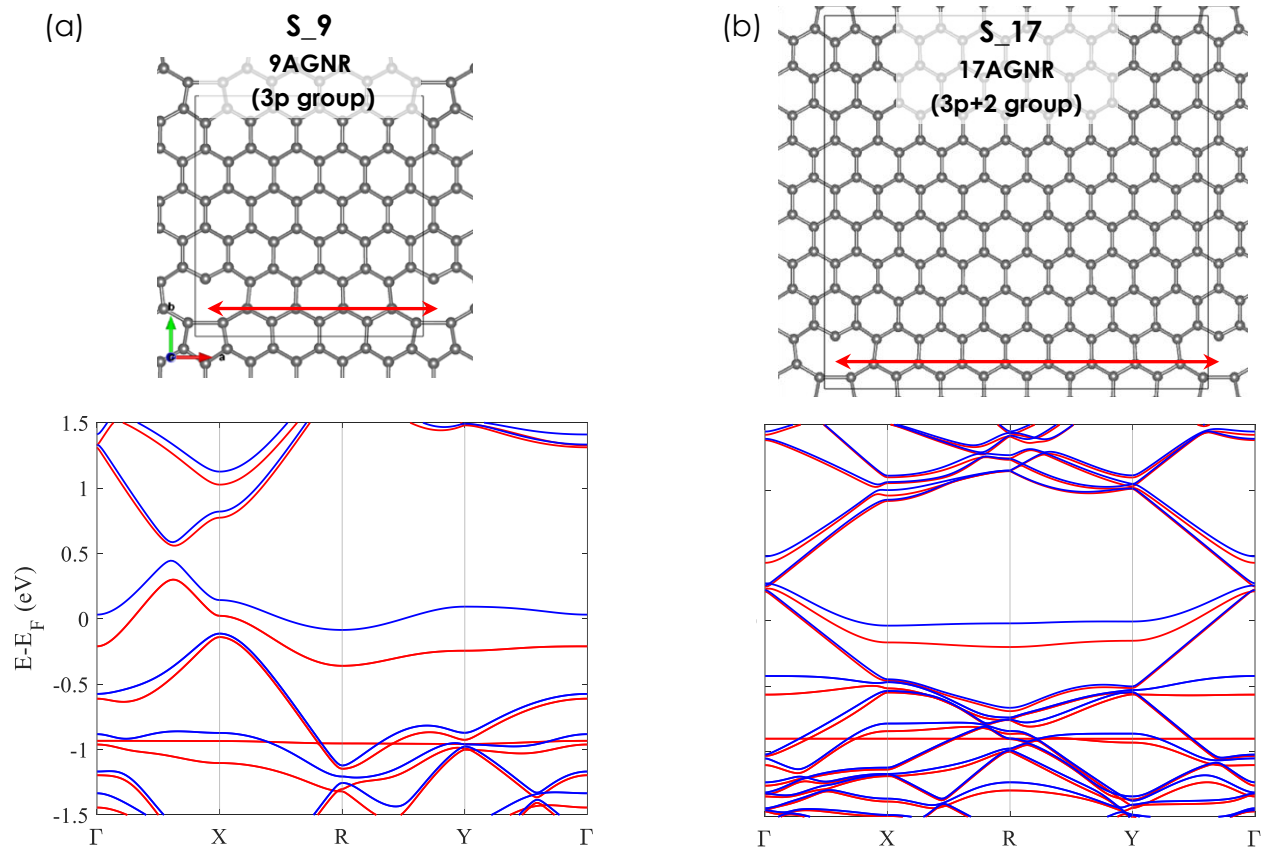 (a)
S_9
9AGNR
(3p group)
b
a
(b)
S_17
17AGNR
(3p+2 group)
E-E_F (eV)
1.5
1
0.5
0
-0.5
-1
-1.5
Γ X R Y Γ
Γ X R Y Γ